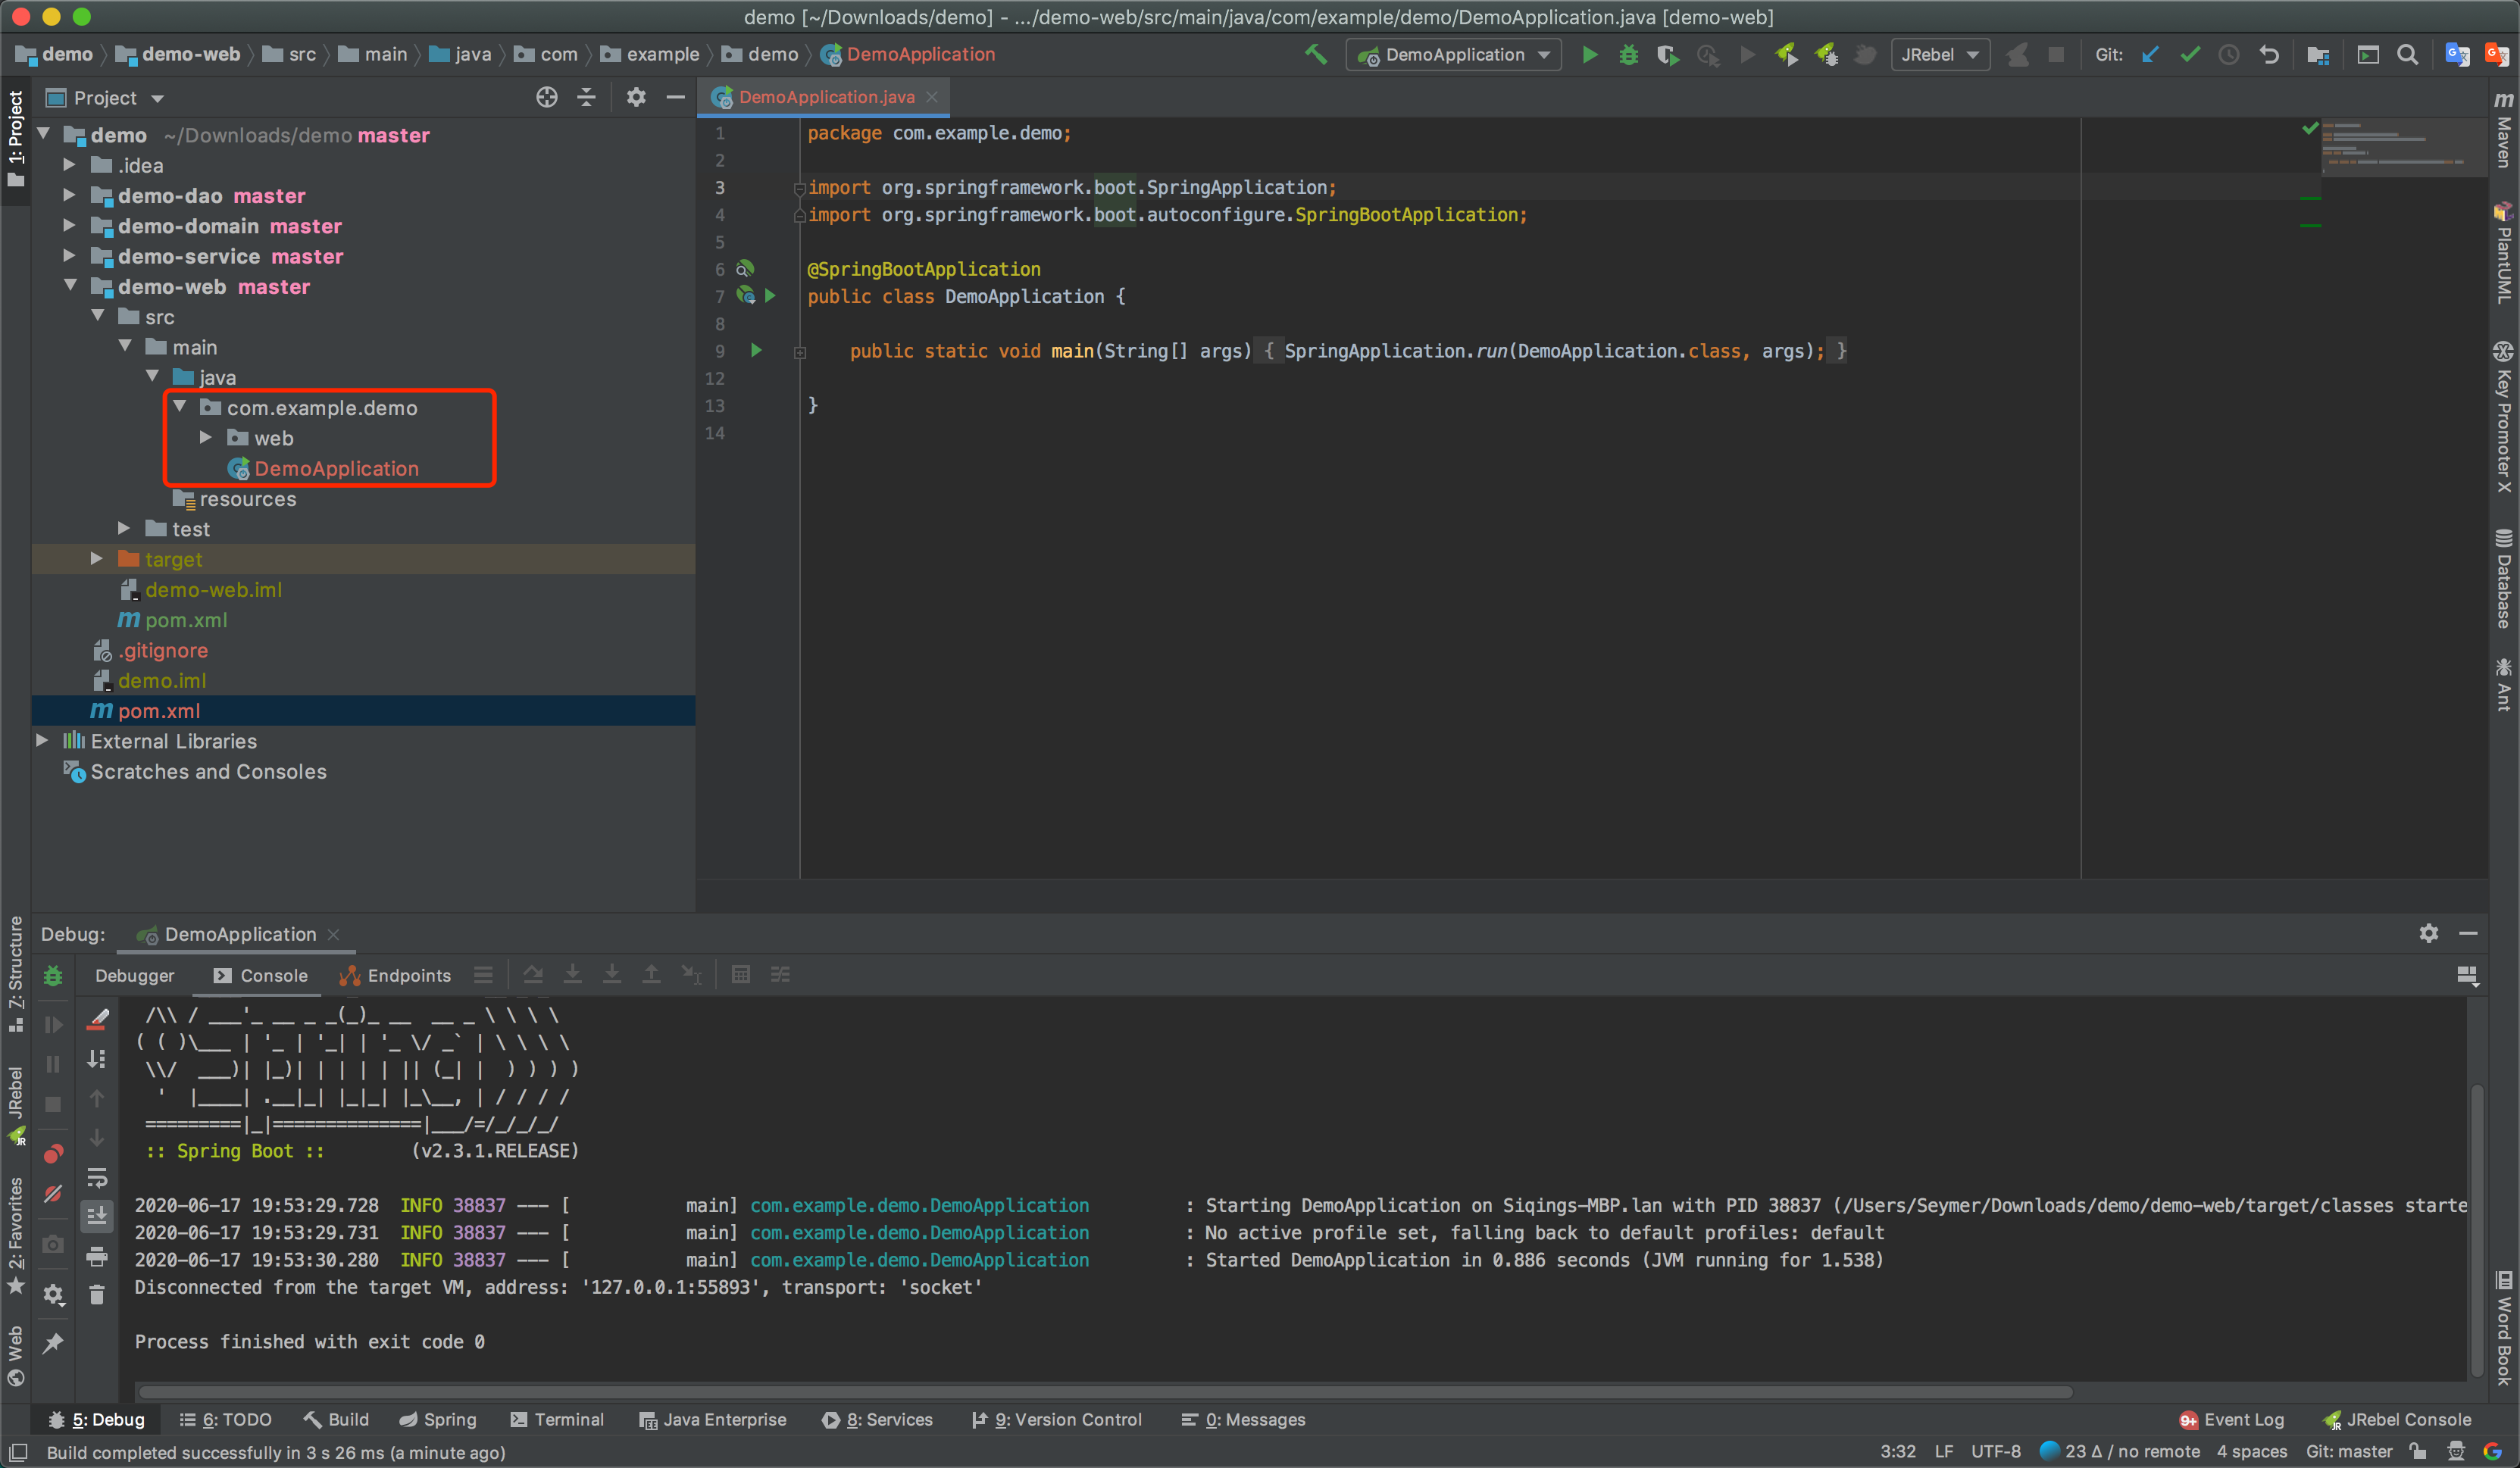 demo [~/Downloads/demo] - .../demo-web/src/main/java/com/example/demo/DemoApplication.java [demo-web]
demo demo-web src main java com example demo DemoApplication
DemoApplication JRebel Git:
1: Project
Project
demo ~/Downloads/demo master
.idea
demo-dao master
demo-domain master
demo-service master
demo-web master
src
main
java
com.example.demo
web
DemoApplication
resources
test
target
demo-web.iml
pom.xml
.gitignore
demo.iml
pom.xml
External Libraries
Scratches and Consoles
DemoApplication.java
1 package com.example.demo;
2
3 import org.springframework.boot.SpringApplication;
4 import org.springframework.boot.autoconfigure.SpringBootApplication;
5
6 @SpringBootApplication
7 public class DemoApplication {
8
9 public static void main(String[] args) { SpringApplication.run(DemoApplication.class, args); }
12
13 }
14
Maven
PlantUML
Key Promoter X
Database
Ant
Word Book
Z: Structure
JRebel
2: Favorites
Web
Debug: DemoApplication
Debugger Console Endpoints
 /\\ / ___'_ __ _ _(_)_ __  __ _ \ \ \ \
( ( )\___ | '_ | '_| | '_ \/ _` | \ \ \ \
 \\/  ___)| |_)| | | | | || (_| |  ) ) ) )
  '  |____| .__|_| |_|_| |_\__, | / / / /
 =========|_|==============|___/=/_/_/_/
 :: Spring Boot ::        (v2.3.1.RELEASE)
2020-06-17 19:53:29.728  INFO 38837 --- [           main] com.example.demo.DemoApplication         : Starting DemoApplication on Siqings-MBP.lan with PID 38837 (/Users/Seymer/Downloads/demo/demo-web/target/classes starte
2020-06-17 19:53:29.731  INFO 38837 --- [           main] com.example.demo.DemoApplication         : No active profile set, falling back to default profiles: default
2020-06-17 19:53:30.280  INFO 38837 --- [           main] com.example.demo.DemoApplication         : Started DemoApplication in 0.886 seconds (JVM running for 1.538)
Disconnected from the target VM, address: '127.0.0.1:55893', transport: 'socket'
Process finished with exit code 0
5: Debug 6: TODO Build Spring Terminal Java Enterprise 8: Services 9: Version Control 0: Messages 9+ Event Log JRebel Console
Build completed successfully in 3 s 26 ms (a minute ago) 3:32 LF UTF-8 23 Δ / no remote 4 spaces Git: master